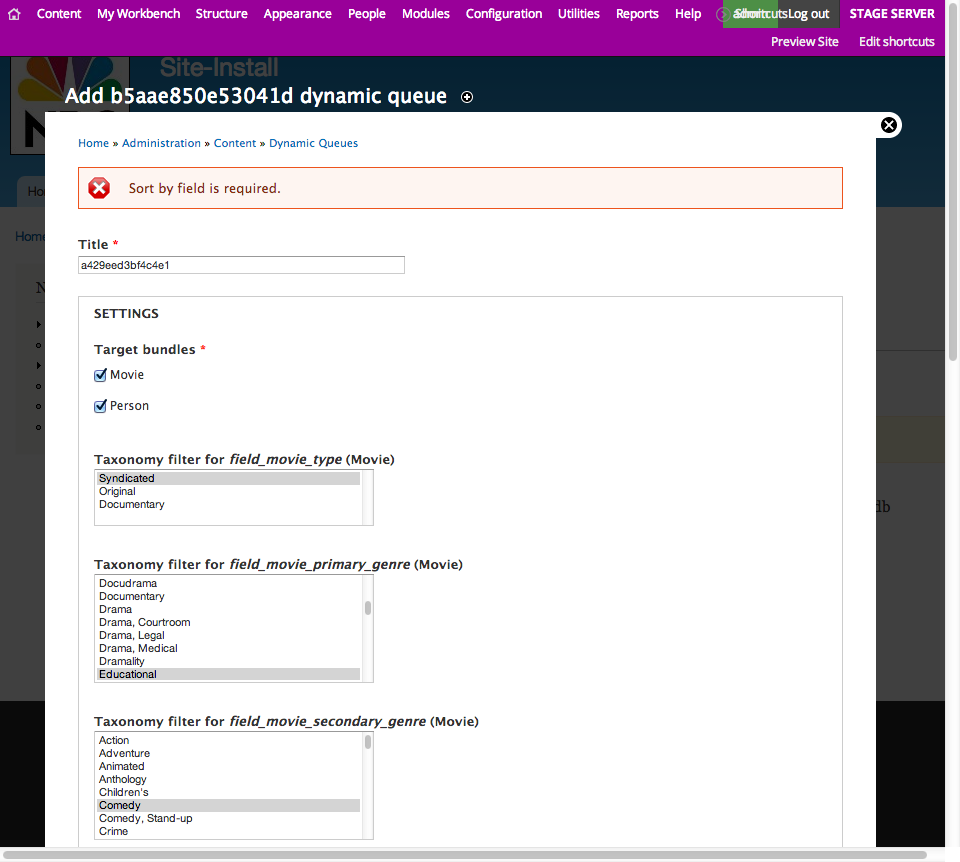 Content My Workbench Structure Appearance People Modules Configuration Utilities Reports Help Log out STAGE SERVER
Preview Site Edit shortcuts
Site-Install
Add b5aae850e53041d dynamic queue
Home » Administration » Content » Dynamic Queues
Sort by field is required.
Home
Title *
a429eed3bf4c4e1
SETTINGS
Target bundles *
Movie
Person
Taxonomy filter for field_movie_type (Movie)
Syndicated
Original
Documentary
db
Taxonomy filter for field_movie_primary_genre (Movie)
Docudrama
Documentary
Drama
Drama, Courtroom
Drama, Legal
Drama, Medical
Dramality
Educational
Taxonomy filter for field_movie_secondary_genre (Movie)
Action
Adventure
Animated
Anthology
Children's
Comedy
Comedy, Stand-up
Crime